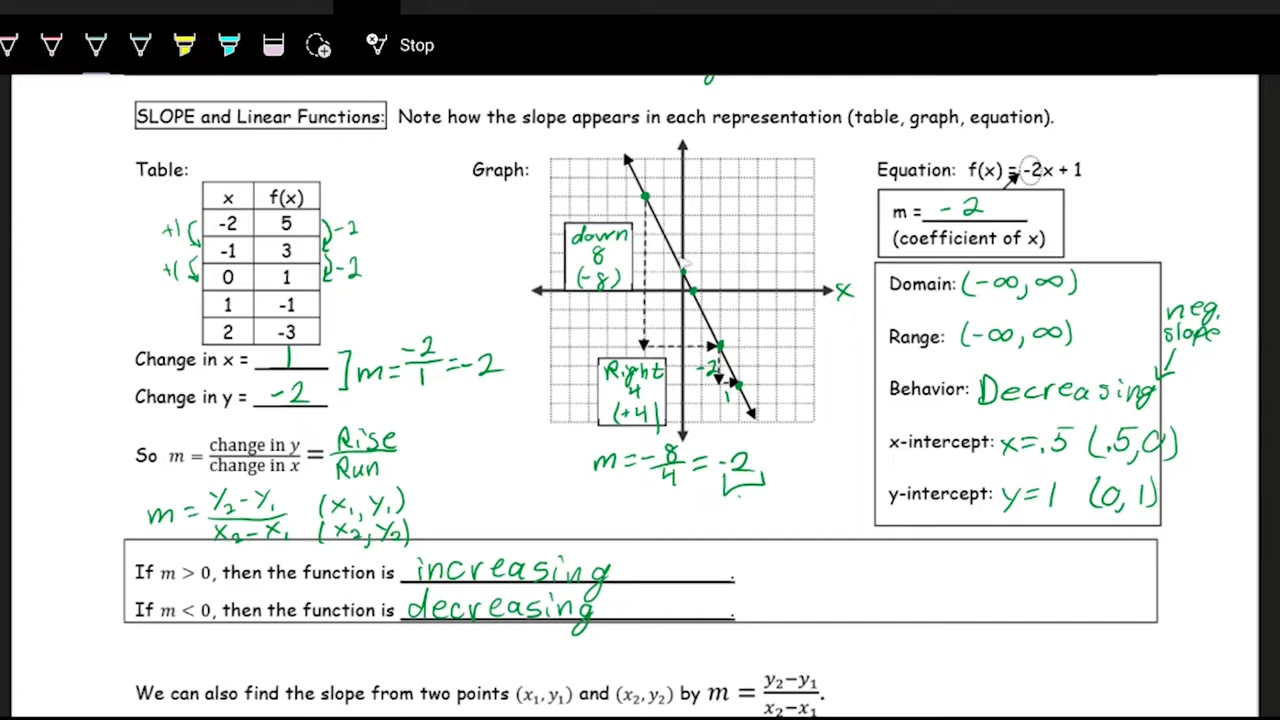 Stop
SLOPE and Linear Functions: Note how the slope appears in each representation (table, graph, equation).
Table:
x f(x)
-2 5
-1 3
0 1
1 -1
2 -3
+1
+1
-2
-2
Change in x = 1
Change in y = -2
] m = -2/1 = -2
So m = change in y / change in x = Rise / Run
m = y₂-y₁ / x₂-x₁ (x₁, y₁)
(x₂, y₂)
Graph:
down
8
(-8)
Right
4
(+4)
-2
1
x
m = -8/4 = -2
Equation: f(x) = -2x + 1
m = -2
(coefficient of x)
Domain: (-∞, ∞)
Range: (-∞, ∞)
Behavior: Decreasing
neg.
slope
x-intercept: x=.5 (.5,0)
y-intercept: y=1 (0, 1)
If m > 0, then the function is increasing.
If m < 0, then the function is decreasing.
We can also find the slope from two points (x₁, y₁) and (x₂, y₂) by m = y₂-y₁ / x₂-x₁.